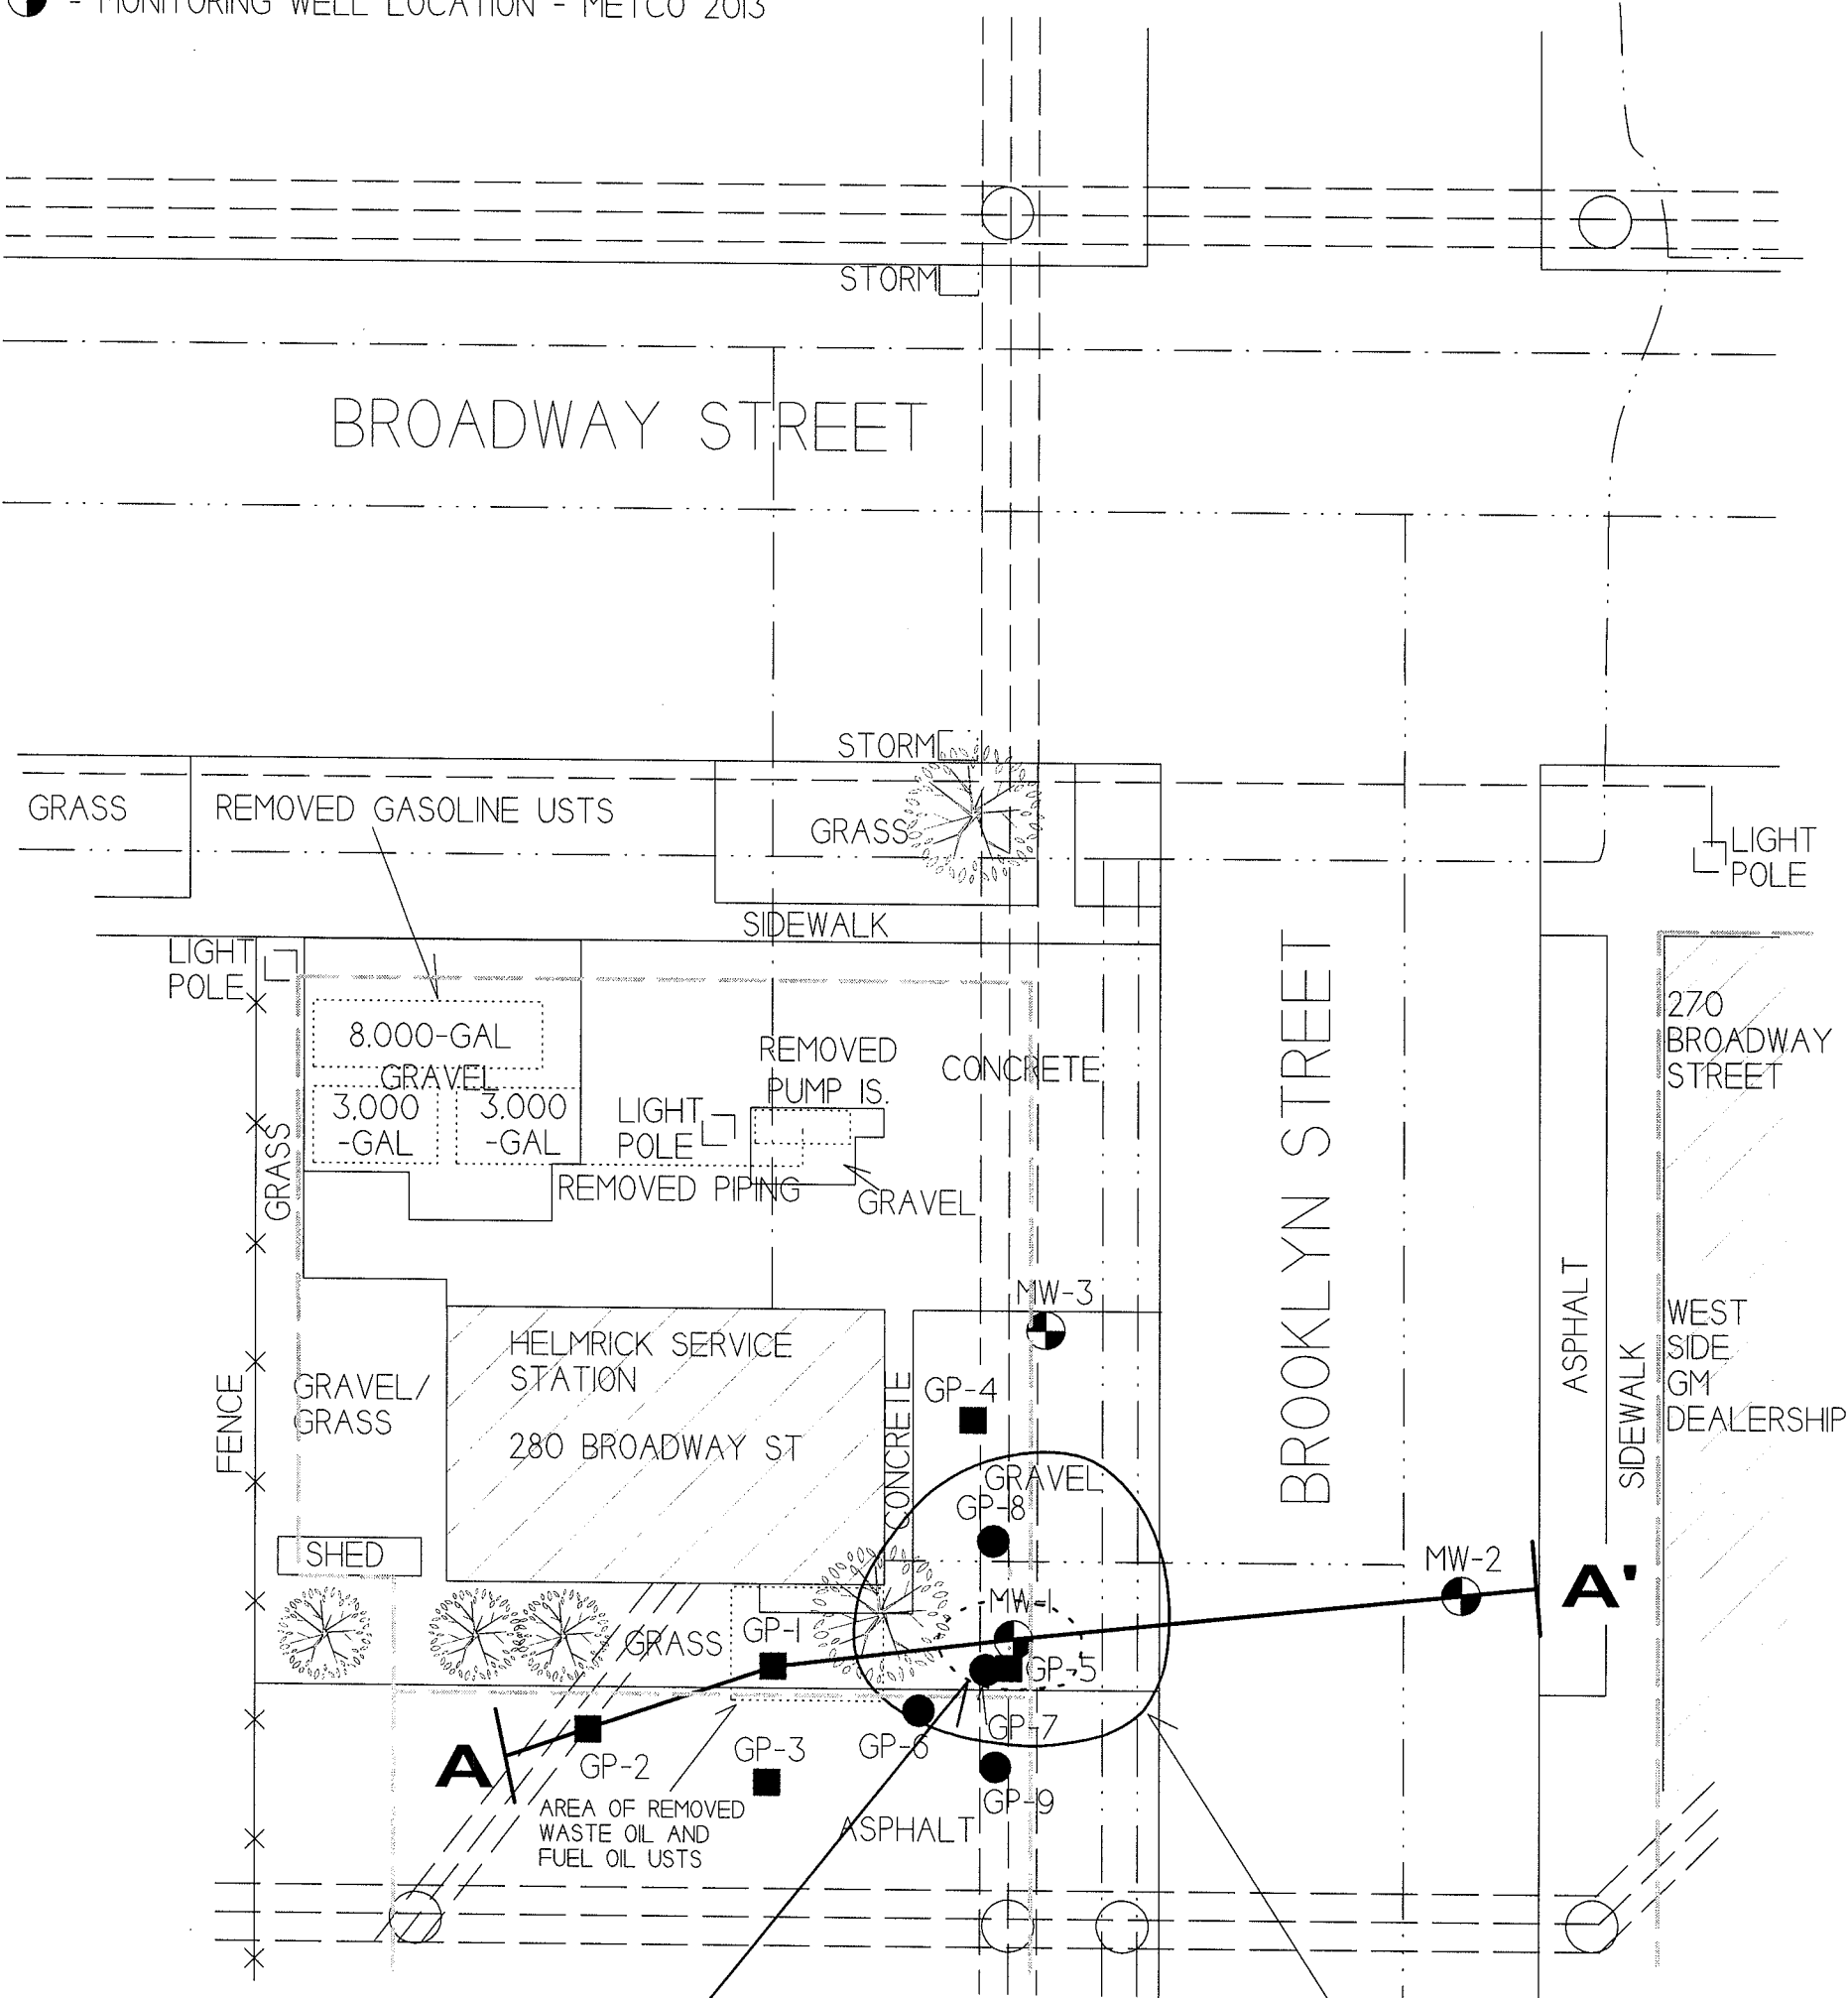 - MONITORING WELL LOCATION - METCO 2013
STORM
BROADWAY STREET
STORM
GRASS
REMOVED GASOLINE USTS
GRASS
LIGHT
POLE
SIDEWALK
LIGHT
POLE
8,000-GAL
GRAVEL
3,000
-GAL
3,000
-GAL
REMOVED
PUMP IS.
CONCRETE
LIGHT
POLE
REMOVED PIPING
GRAVEL
GRASS
270
BROADWAY
STREET
BROOKLYN STREET
MW-3
HELMRICK SERVICE
STATION
280 BROADWAY ST
GRAVEL/
GRASS
FENCE
CONCRETE
GP-4
ASPHALT
SIDEWALK
WEST
SIDE
GM
DEALERSHIP
GRAVEL
GP-8
SHED
MW-2
A'
MW-1
GRASS
GP-1
GP-5
A
GP-2
GP-3
GP-6
GP-7
GP-9
AREA OF REMOVED
WASTE OIL AND
FUEL OIL USTS
ASPHALT